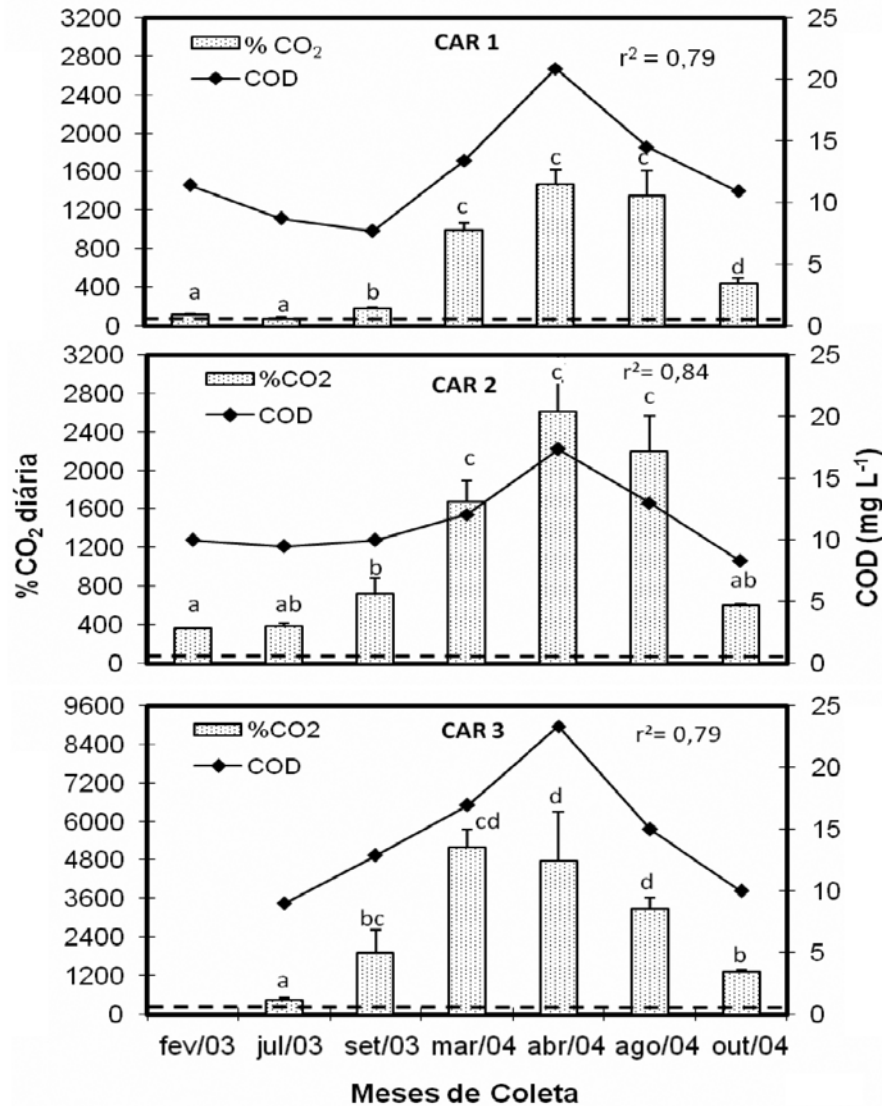 3200
2800
2400
2000
1600
1200
800
400
0
% CO₂
COD
CAR 1
r² = 0,79
a
a
b
c
c
c
d
25
20
15
10
5
0
3200
2800
2400
2000
1600
1200
800
400
0
%CO2
COD
CAR 2
r²= 0,84
a
ab
b
c
c
c
ab
25
20
15
10
5
0
% CO₂ diária
COD (mg L⁻¹)
9600
8400
7200
6000
4800
3600
2400
1200
0
%CO2
COD
CAR 3
r²= 0,79
a
bc
cd
d
d
b
25
20
15
10
5
0
fev/03 jul/03 set/03 mar/04 abr/04 ago/04 out/04
Meses de Coleta